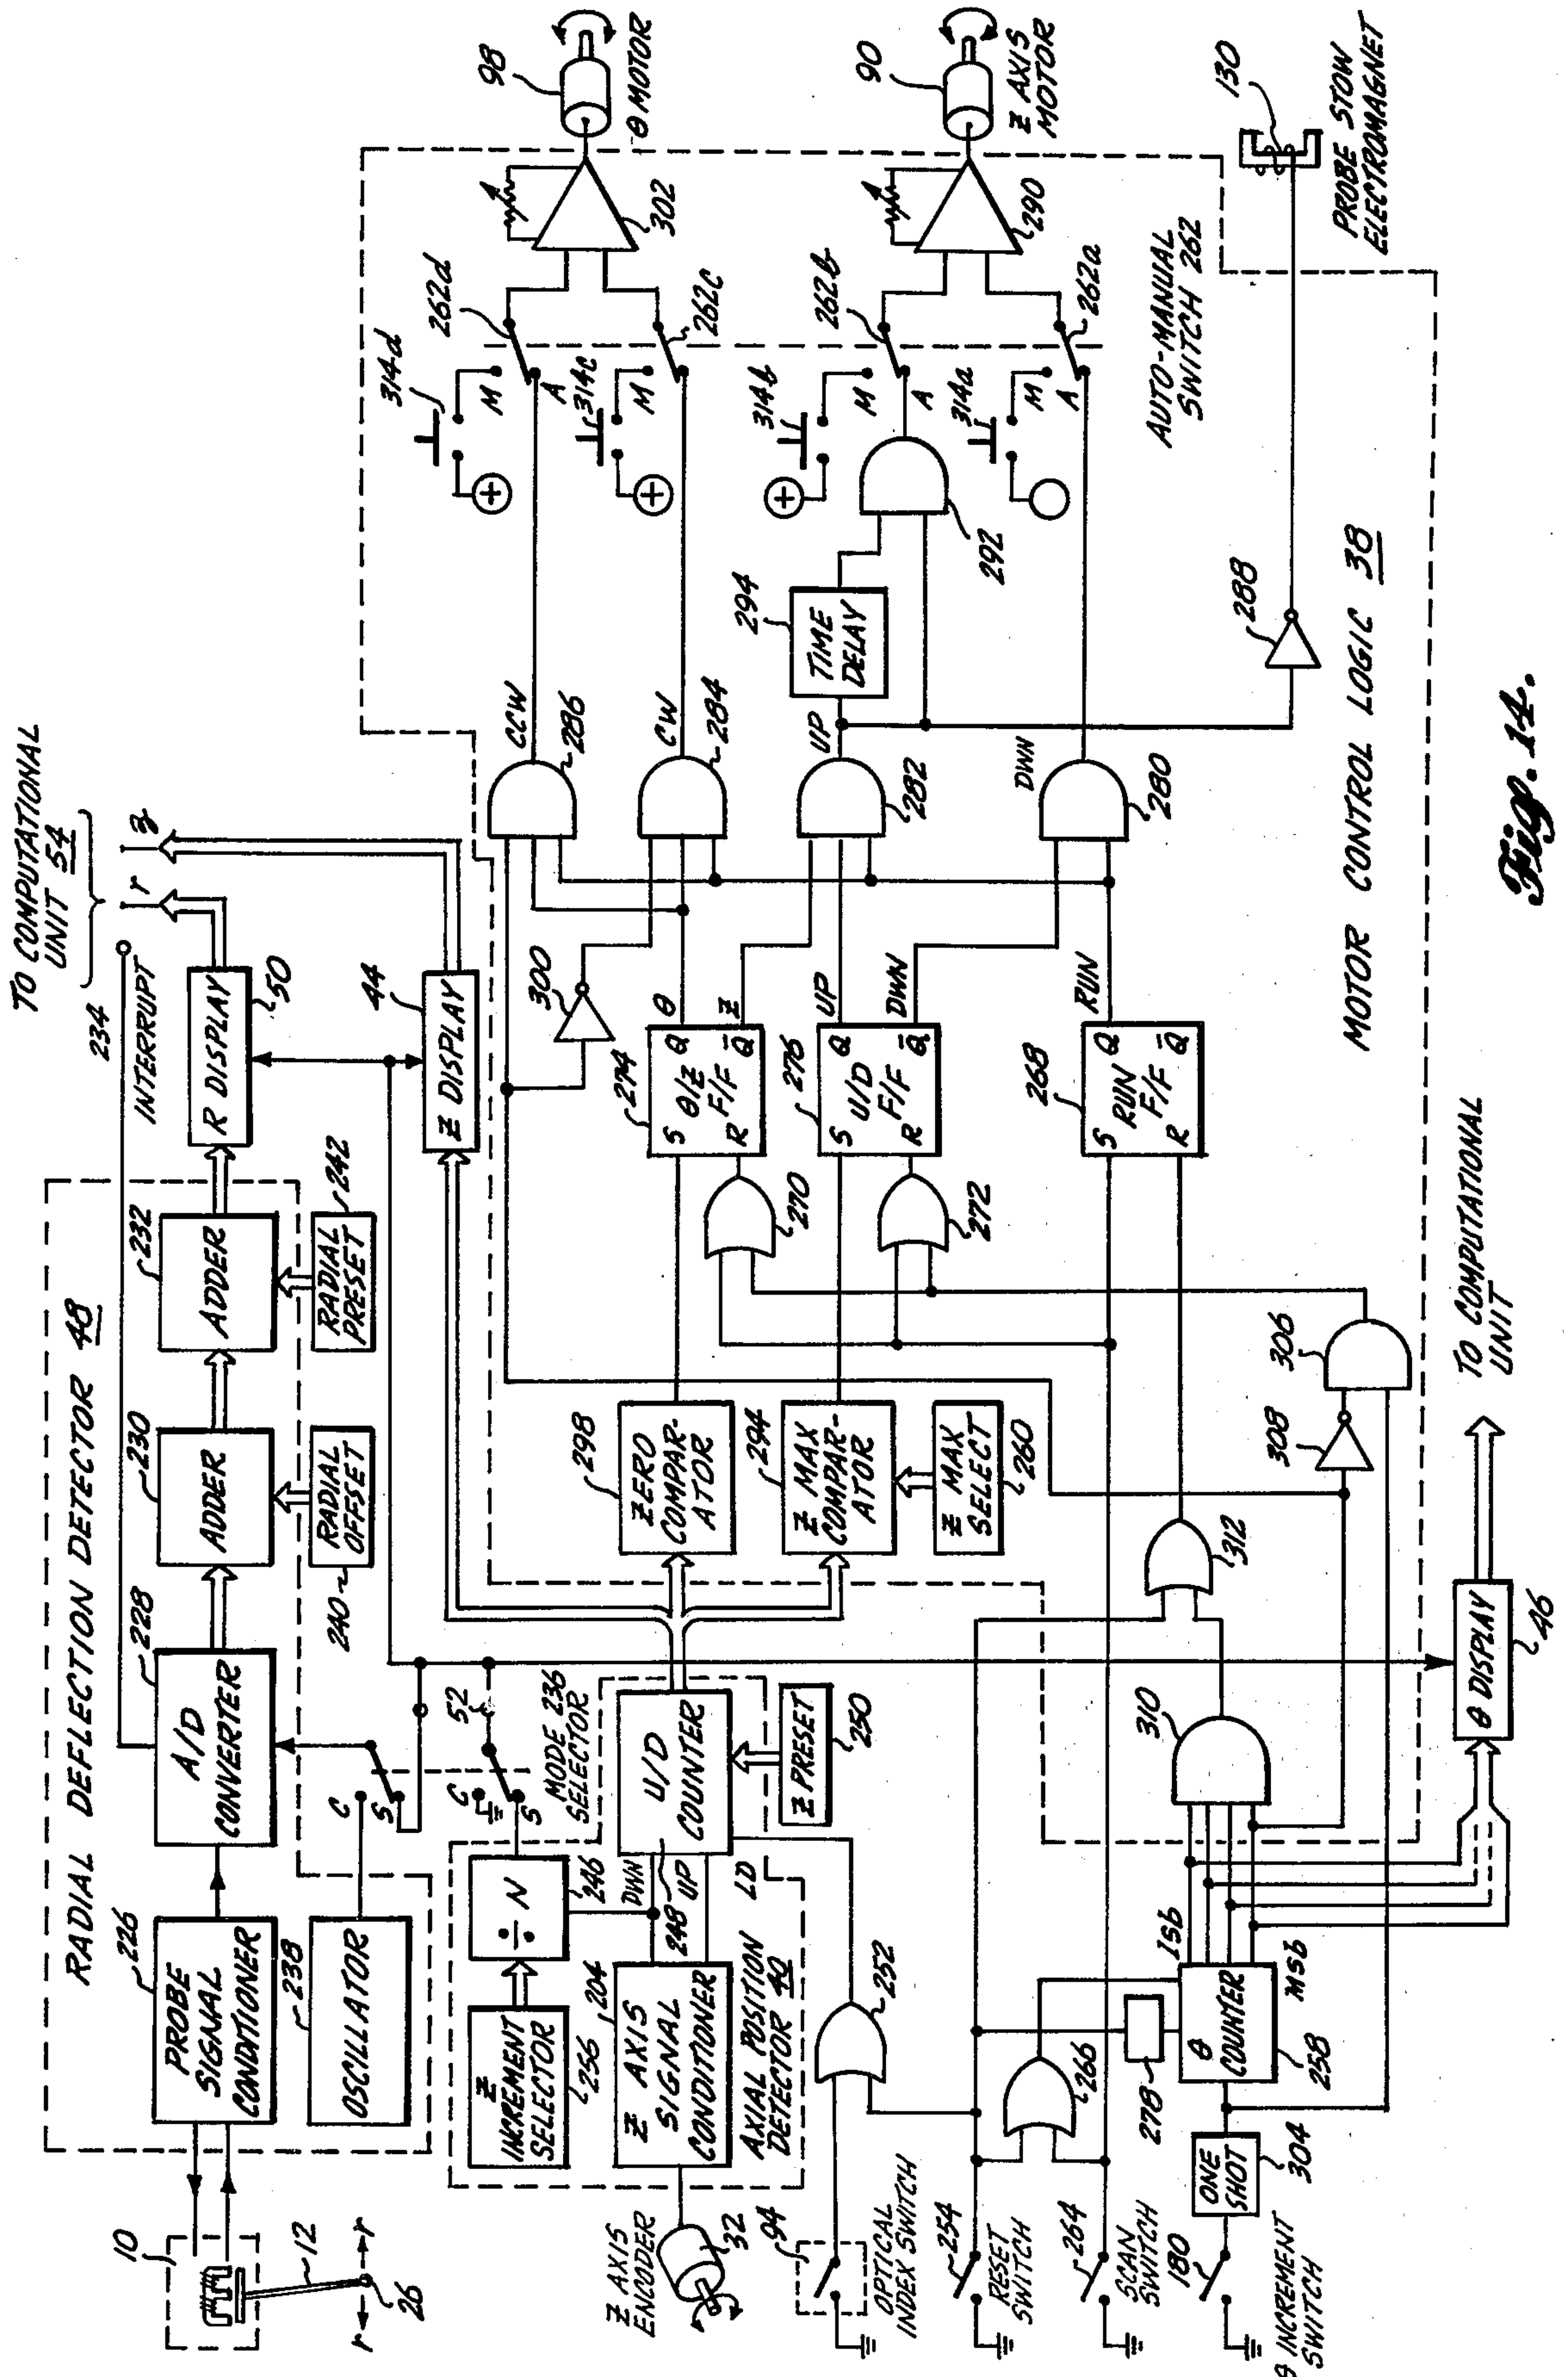 TO COMPUTATIONAL
UNIT 54
234
INTERRUPT
r
z
RADIAL DEFLECTION DETECTOR 48
10
12
26
r
r
226
PROBE
SIGNAL
CONDITIONER
228
A/D
CONVERTER
230
ADDER
232
ADDER
R DISPLAY
50
238
OSCILLATOR
240
RADIAL
OFFSET
RADIAL
PRESET
242
C
S
52
C
S
MODE 236
SELECTOR
44
Z DISPLAY
Z
INCREMENT
SELECTOR
256
÷ N
246
Z AXIS
ENCODER
32
204
Z AXIS
SIGNAL
CONDITIONER
DWN
248
UP
U/D
COUNTER
LD
AXIAL POSITION
DETECTOR 40
Z PRESET
250
298
ZERO
COMPAR-
ATOR
294
Z MAX
COMPAR-
ATOR
Z MAX
SELECT
260
270
272
274
S
Q
θ/Z
F/F
R
Q̄
θ
Z
276
S
Q
U/D
F/F
R
Q̄
UP
DWN
268
S
Q
RUN
F/F
R
Q̄
RUN
300
CCW
286
CW
284
UP
282
DWN
280
294
TIME
DELAY
292
314d
M
A
262d
314c
M
262c
314b
M
A
262b
314a
M
A
262a
302
98
θ MOTOR
290
90
Z AXIS
MOTOR
AUTO-MANUAL
SWITCH 262
130
PROBE STOW
ELECTROMAGNET
288
MOTOR CONTROL LOGIC 38
94
OPTICAL
INDEX SWITCH
252
254
RESET
SWITCH
264
SCAN
SWITCH
266
278
180
θ INCREMENT
SWITCH
ONE
SHOT
304
θ
COUNTER
258
lsb
Msb
310
312
308
306
θ DISPLAY
46
TO COMPUTATIONAL
UNIT
Fig. 14.